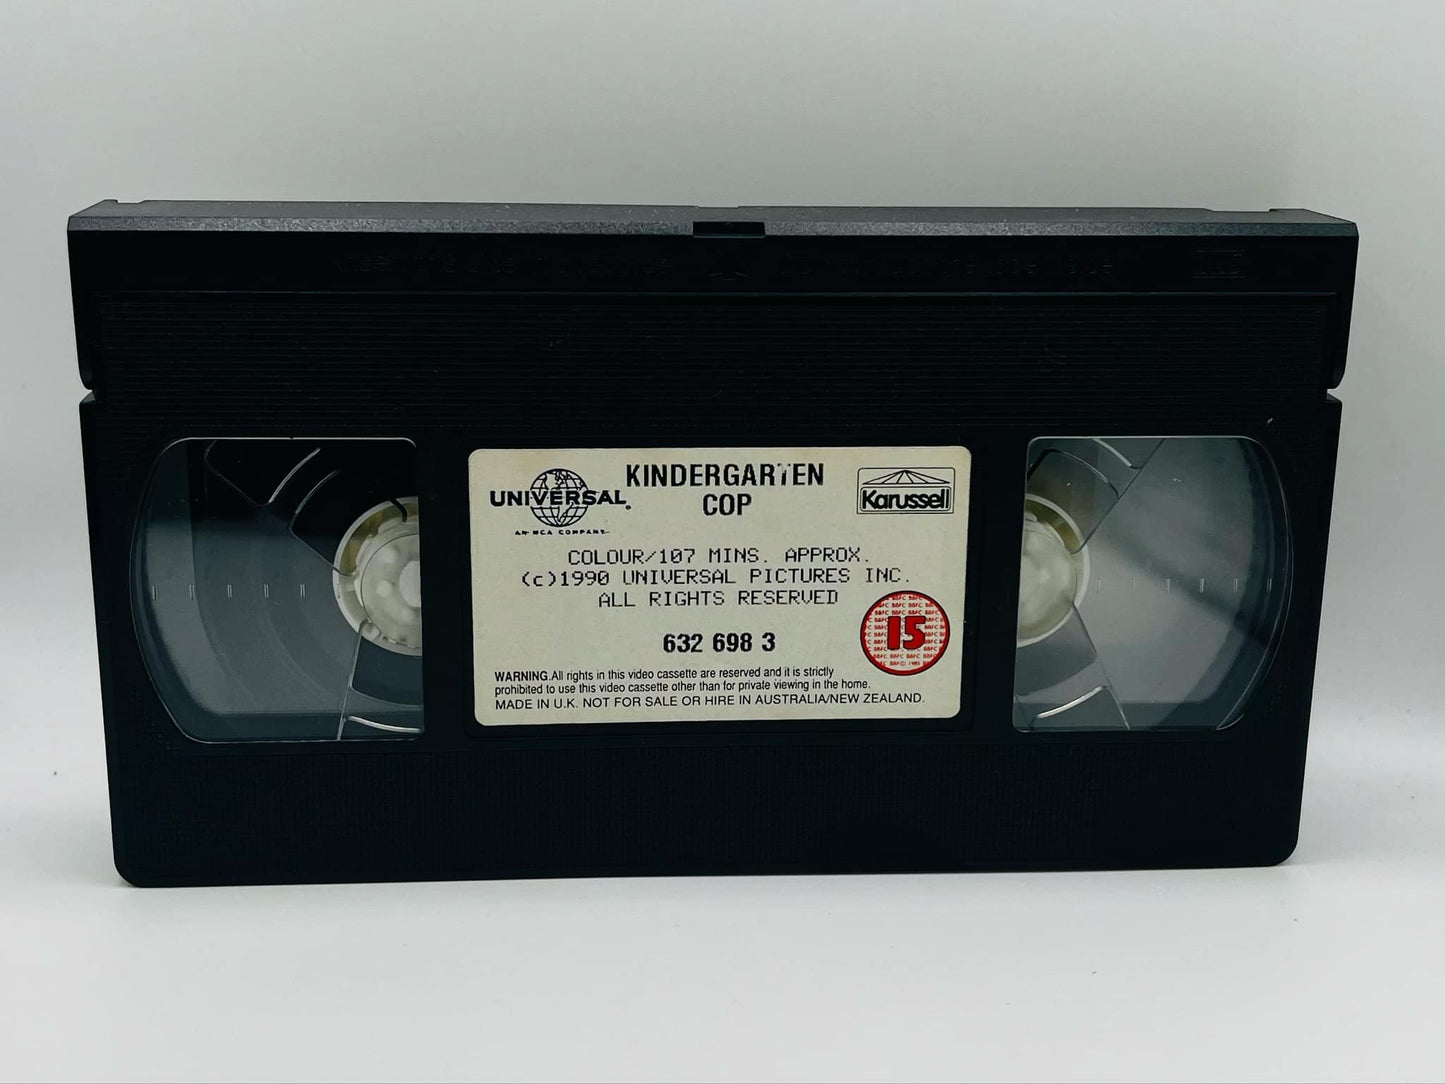 KINDERGARTEN
COP
UNIVERSAL
AN MCA COMPANY
Karussell
COLOUR/107 MINS. APPROX.
(c)1990 UNIVERSAL PICTURES INC.
ALL RIGHTS RESERVED
632 698 3
15
WARNING.All rights in this video cassette are reserved and it is strictly
prohibited to use this video cassette other than for private viewing in the home.
MADE IN U.K. NOT FOR SALE OR HIRE IN AUSTRALIA/NEW ZEALAND.